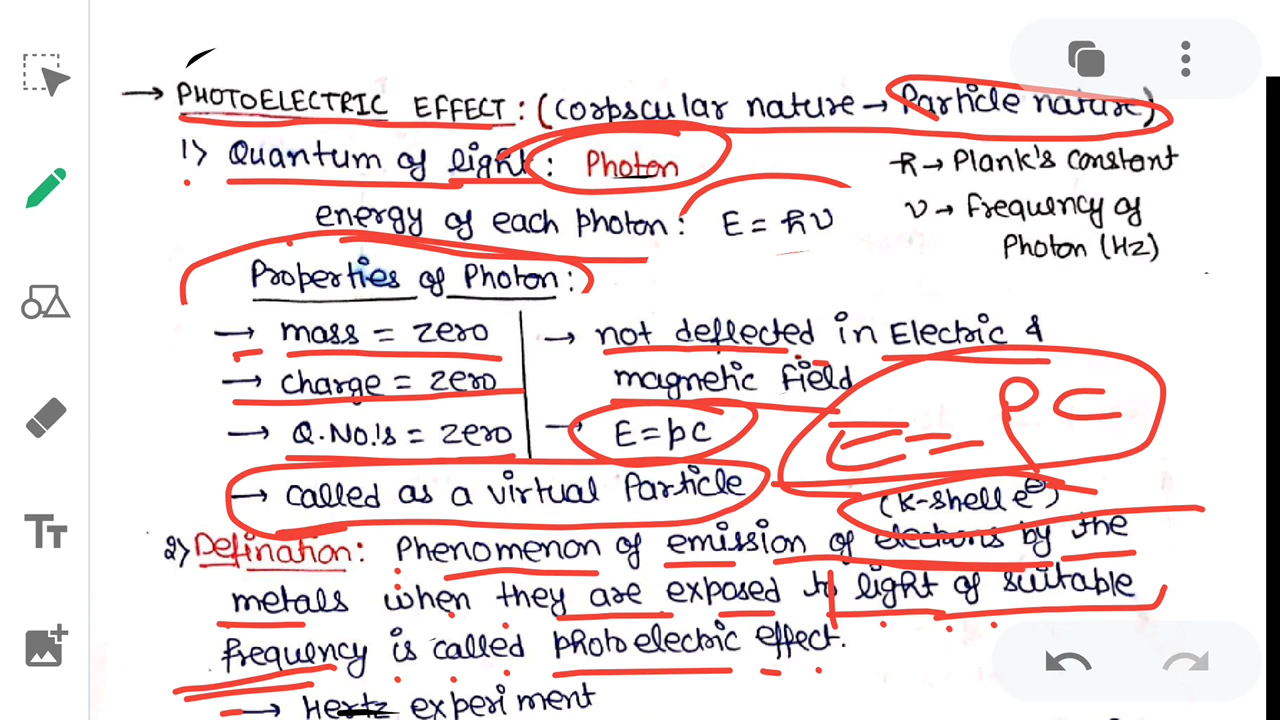 → PHOTOELECTRIC EFFECT: (corpscular nature → Particle nature)
1) Quantum of light: Photon
h → Plank's constant
energy of each photon: E = hν
ν → frequency of Photon (Hz)
Properties of Photon:
→ mass = zero
→ charge = zero
→ Q.No.'s = zero
→ called as a virtual Particle
→ not deflected in Electric &
magnetic field
→ E = pc
E = PC
(K-shell e⊖)
2) Defination: Phenomenon of emission of electrons by the
metals when they are exposed to light of suitable
frequency is called photoelectric effect.
→ Hertz experiment
TT